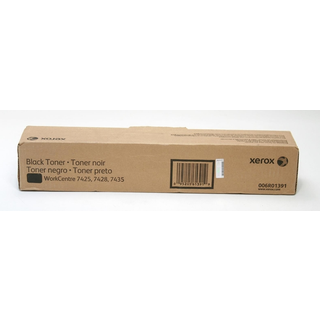 Black Toner • Toner noir
Toner negro • Toner preto
WorkCentre 7425, 7428, 7435
xerox
006R01391